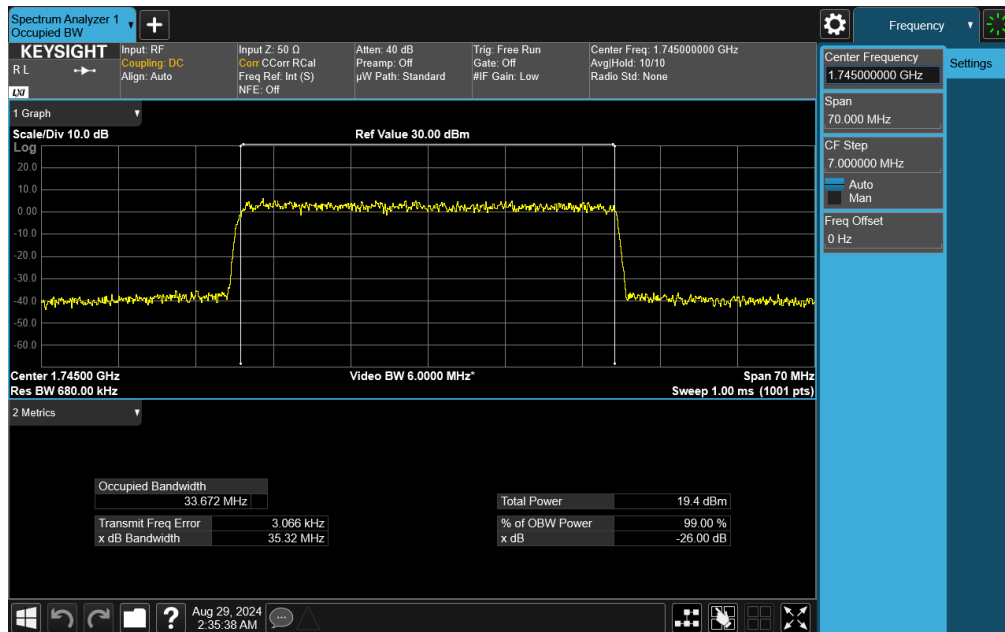 Spectrum Analyzer 1
Occupied BW
Frequency
KEYSIGHT
R L
LXI
Input: RF
Coupling: DC
Align: Auto
Input Z: 50 Ω
Corr CCorr RCal
Freq Ref: Int (S)
NFE: Off
Atten: 40 dB
Preamp: Off
µW Path: Standard
Trig: Free Run
Gate: Off
#IF Gain: Low
Center Freq: 1.745000000 GHz
Avg|Hold: 10/10
Radio Std: None
Center Frequency
1.745000000 GHz
Settings
Span
70.000 MHz
CF Step
7.000000 MHz
Auto
Man
Freq Offset
0 Hz
1 Graph
Scale/Div 10.0 dB
Ref Value 30.00 dBm
Log
20.0
10.0
0.00
-10.0
-20.0
-30.0
-40.0
-50.0
-60.0
Center 1.74500 GHz
Video BW 6.0000 MHz*
Span 70 MHz
Res BW 680.00 kHz
Sweep 1.00 ms (1001 pts)
2 Metrics
Occupied Bandwidth
33.672 MHz
Total Power 19.4 dBm
Transmit Freq Error 3.066 kHz
% of OBW Power 99.00 %
x dB Bandwidth 35.32 MHz
x dB -26.00 dB
Aug 29, 2024
2:35:38 AM